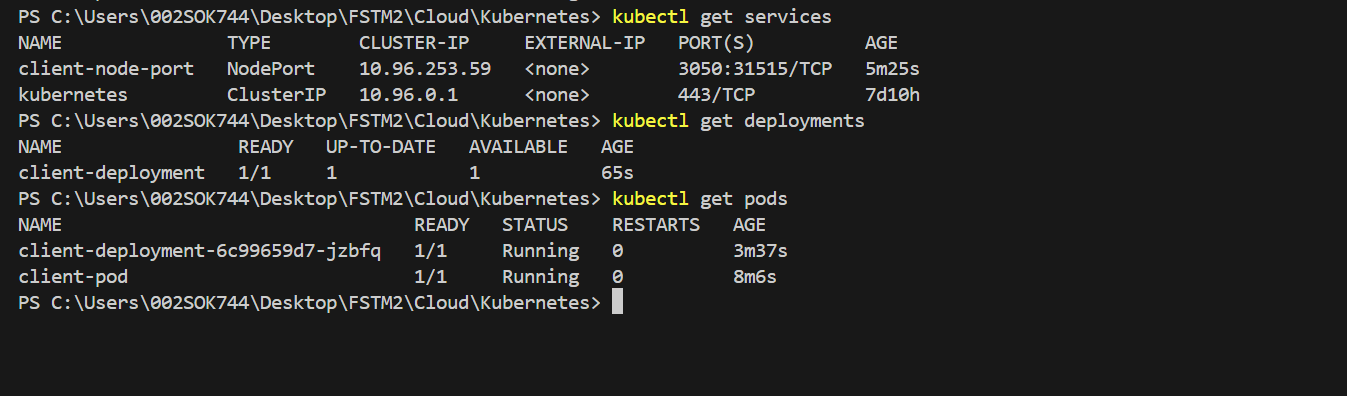 PS C:\Users\002SOK744\Desktop\FSTM2\Cloud\Kubernetes> kubectl get services
NAME TYPE CLUSTER-IP EXTERNAL-IP PORT(S) AGE
client-node-port NodePort 10.96.253.59 <none> 3050:31515/TCP 5m25s
kubernetes ClusterIP 10.96.0.1 <none> 443/TCP 7d10h
PS C:\Users\002SOK744\Desktop\FSTM2\Cloud\Kubernetes> kubectl get deployments
NAME READY UP-TO-DATE AVAILABLE AGE
client-deployment 1/1 1 1 65s
PS C:\Users\002SOK744\Desktop\FSTM2\Cloud\Kubernetes> kubectl get pods
NAME READY STATUS RESTARTS AGE
client-deployment-6c99659d7-jzbfq 1/1 Running 0 3m37s
client-pod 1/1 Running 0 8m6s
PS C:\Users\002SOK744\Desktop\FSTM2\Cloud\Kubernetes>